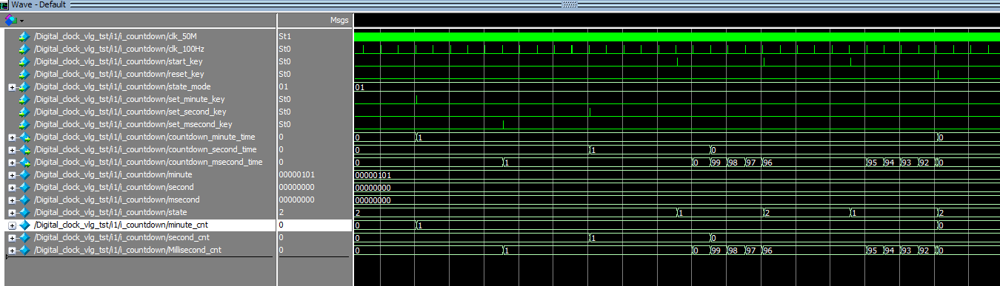 Wave - Default
Msgs
/Digital_clock_vlg_tst/i1/i_countdown/clk_50M St1
/Digital_clock_vlg_tst/i1/i_countdown/clk_100Hz St0
/Digital_clock_vlg_tst/i1/i_countdown/start_key St0
/Digital_clock_vlg_tst/i1/i_countdown/reset_key St0
/Digital_clock_vlg_tst/i1/i_countdown/state_mode 01 01
/Digital_clock_vlg_tst/i1/i_countdown/set_minute_key St0
/Digital_clock_vlg_tst/i1/i_countdown/set_second_key St0
/Digital_clock_vlg_tst/i1/i_countdown/set_msecond_key St0
/Digital_clock_vlg_tst/i1/i_countdown/countdown_minute_time 0 0 1 0
/Digital_clock_vlg_tst/i1/i_countdown/countdown_second_time 0 0 1 0
/Digital_clock_vlg_tst/i1/i_countdown/countdown_msecond_time 0 0 1 0 99 98 97 96 95 94 93 92 0
/Digital_clock_vlg_tst/i1/i_countdown/minute 00000101 00000101
/Digital_clock_vlg_tst/i1/i_countdown/second 00000000 00000000
/Digital_clock_vlg_tst/i1/i_countdown/msecond 00000000 00000000
/Digital_clock_vlg_tst/i1/i_countdown/state 2 2 1 2 1 2
/Digital_clock_vlg_tst/i1/i_countdown/minute_cnt 0 0 1 0
/Digital_clock_vlg_tst/i1/i_countdown/second_cnt 0 0 1 0
/Digital_clock_vlg_tst/i1/i_countdown/Millisecond_cnt 0 0 1 0 99 98 97 96 95 94 93 92 0